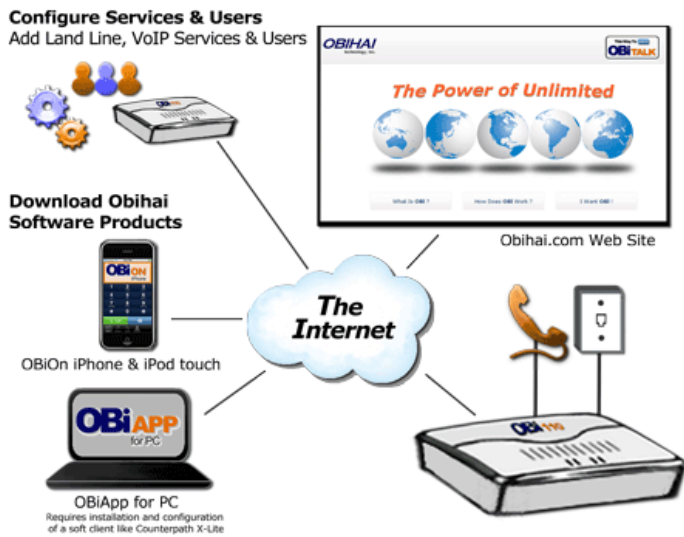 Configure Services & Users
Add Land Line, VoIP Services & Users
OBi110
OBIHAI
technology, inc.
OBiTALK
The Power of Unlimited
What Is OBi ?
How Does OBi Work ?
I Want OBi !
Obihai.com Web Site
Download Obihai
Software Products
OBiON
iPhone
OBiOn iPhone & iPod touch
The
Internet
OBiAPP
for PC
OBiApp for PC
Requires installation and configuration
of a soft client like Counterpath X-Lite
OBi110